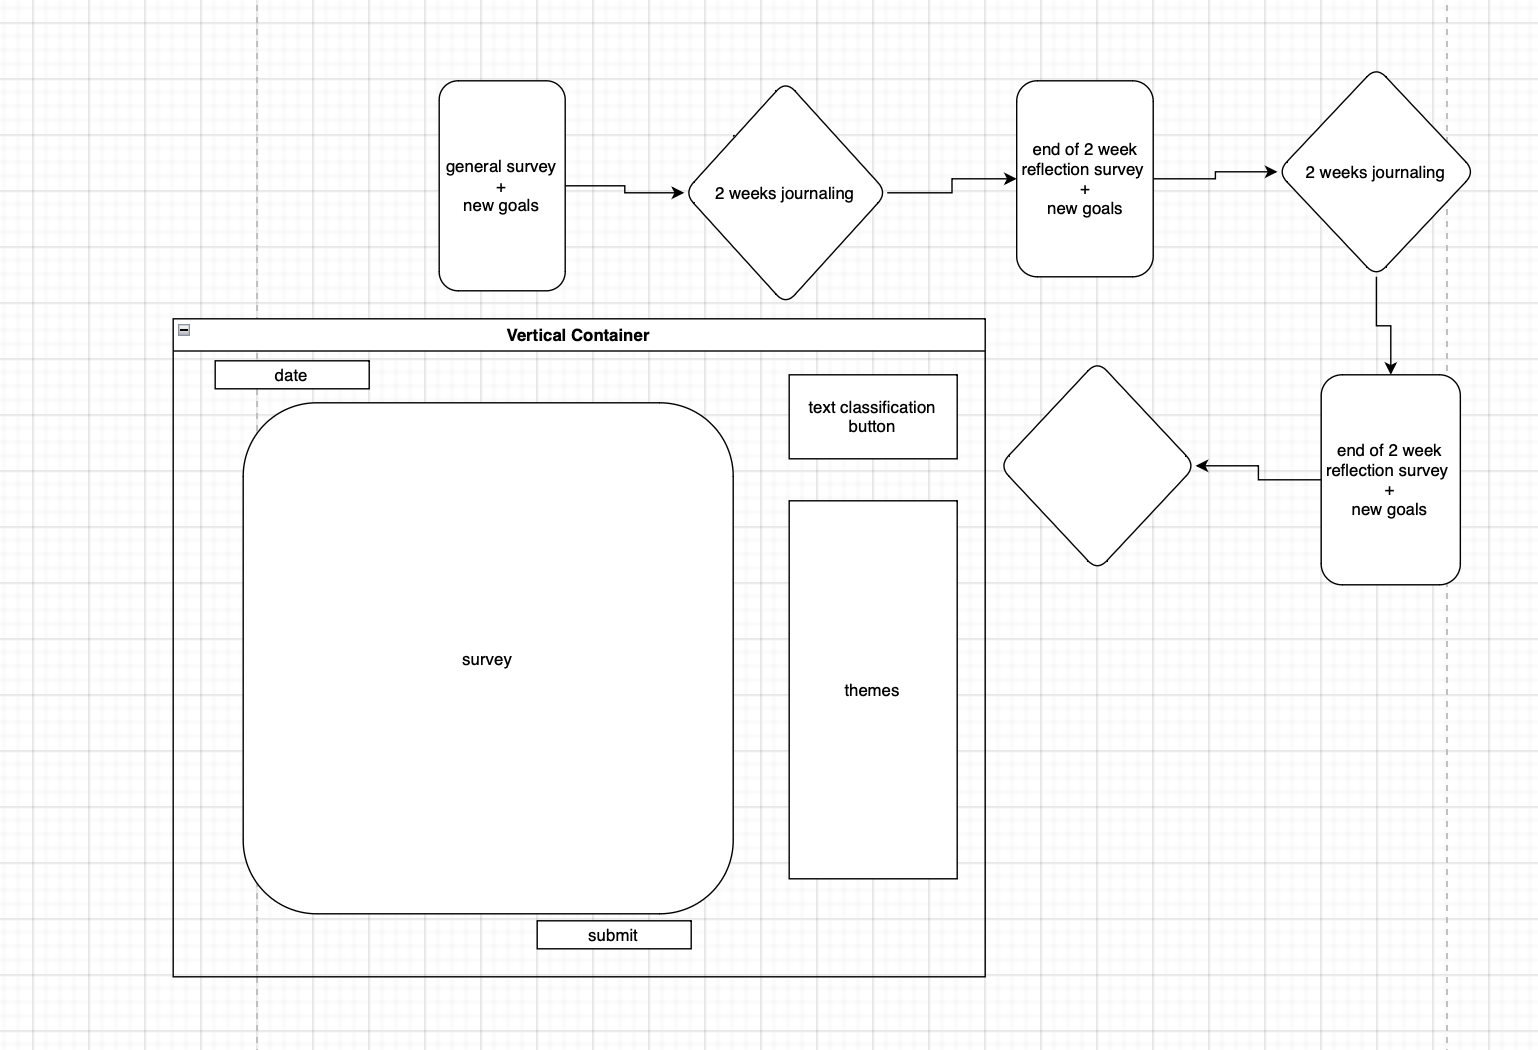 general survey
+
new goals
2 weeks journaling
end of 2 week
reflection survey
+
new goals
2 weeks journaling
end of 2 week
reflection survey
+
new goals
Vertical Container
date
text classification
button
survey
themes
submit